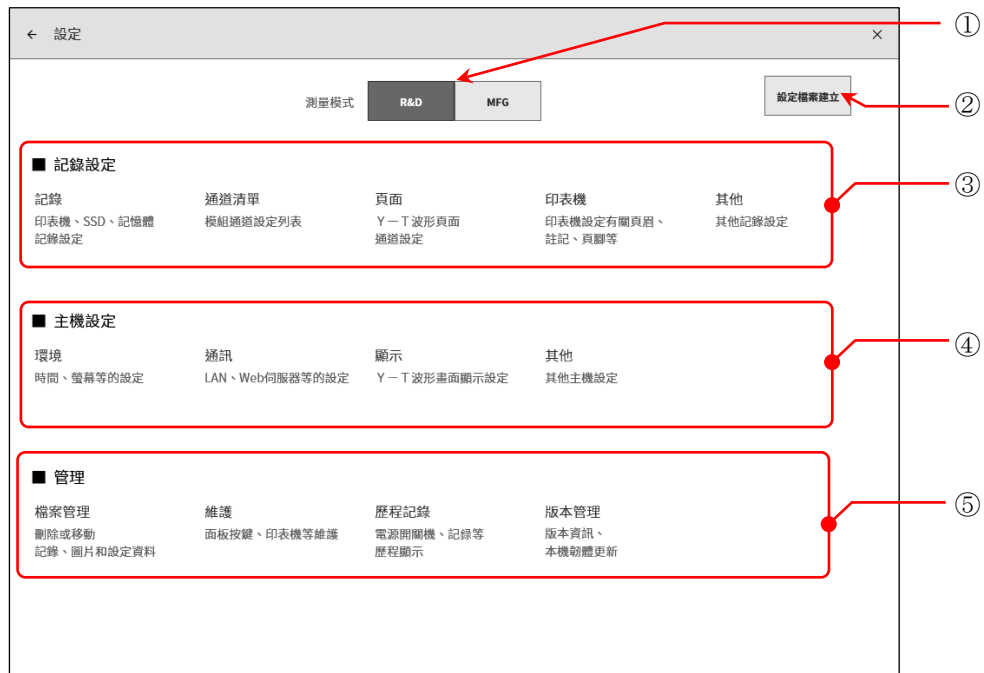 ← 設定 ×
①
測量模式 R&D MFG 設定檔案建立
②
■ 記錄設定
③
記錄 通道清單 頁面 印表機 其他
印表機、SSD、記憶體 模組通道設定列表 Y－T波形頁面 印表機設定有關頁眉、 其他記錄設定
記錄設定 通道設定 註記、頁腳等
■ 主機設定
④
環境 通訊 顯示 其他
時間、螢幕等的設定 LAN、Web伺服器等的設定 Y－T波形畫面顯示設定 其他主機設定
■ 管理
⑤
檔案管理 維護 歷程記錄 版本管理
刪除或移動 面板按鍵、印表機等維護 電源開關機、記錄等 版本資訊、
記錄、圖片和設定資料 歷程顯示 本機韌體更新